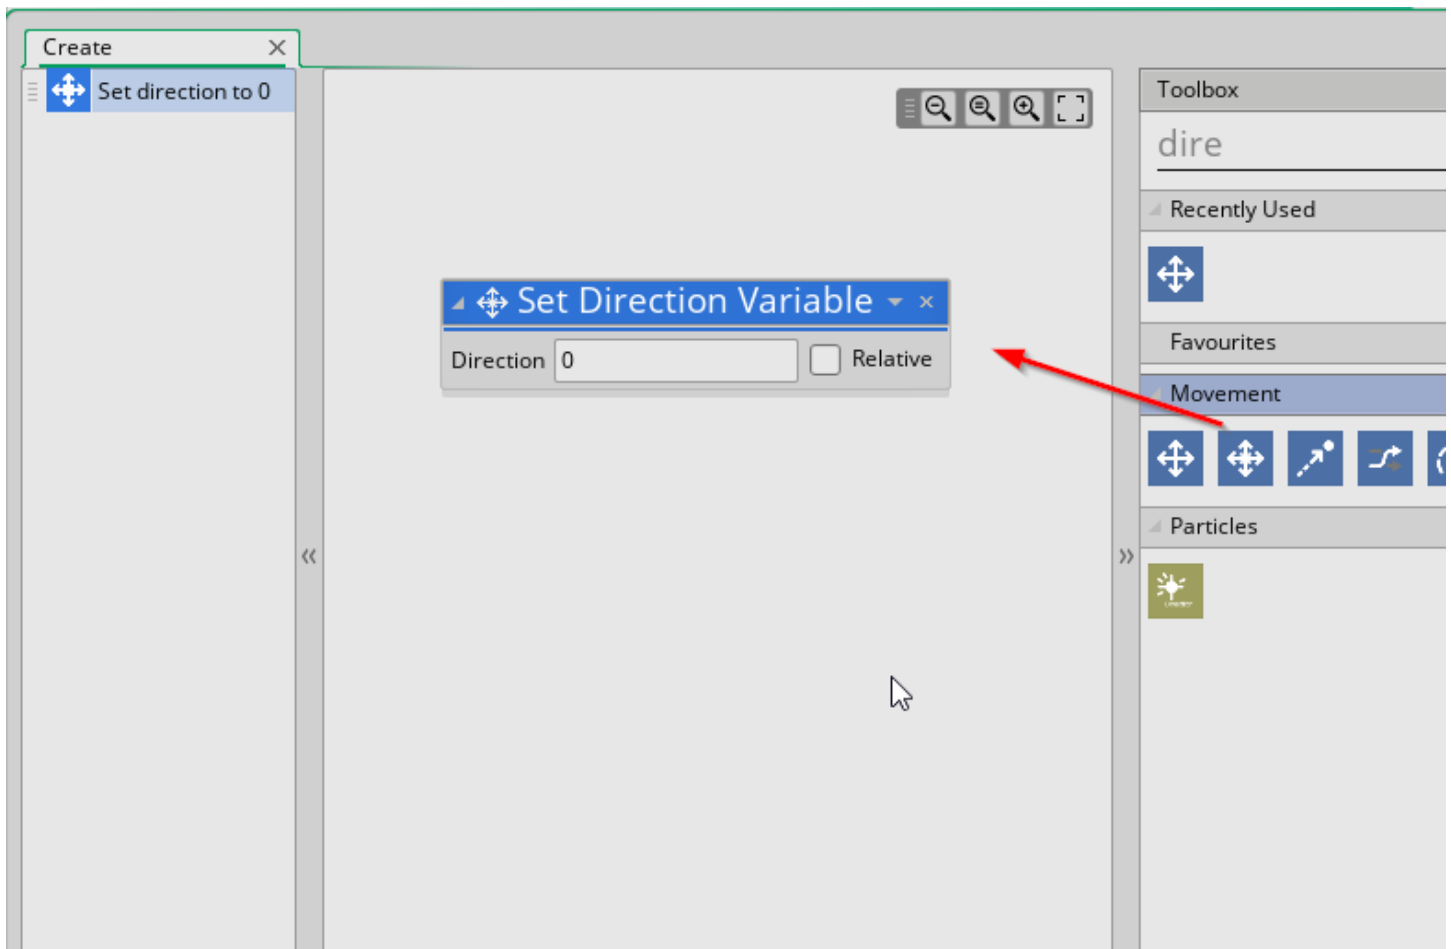 Create
Set direction to 0
Set Direction Variable
Direction 0 Relative
Toolbox
dire
Recently Used
Favourites
Movement
Particles